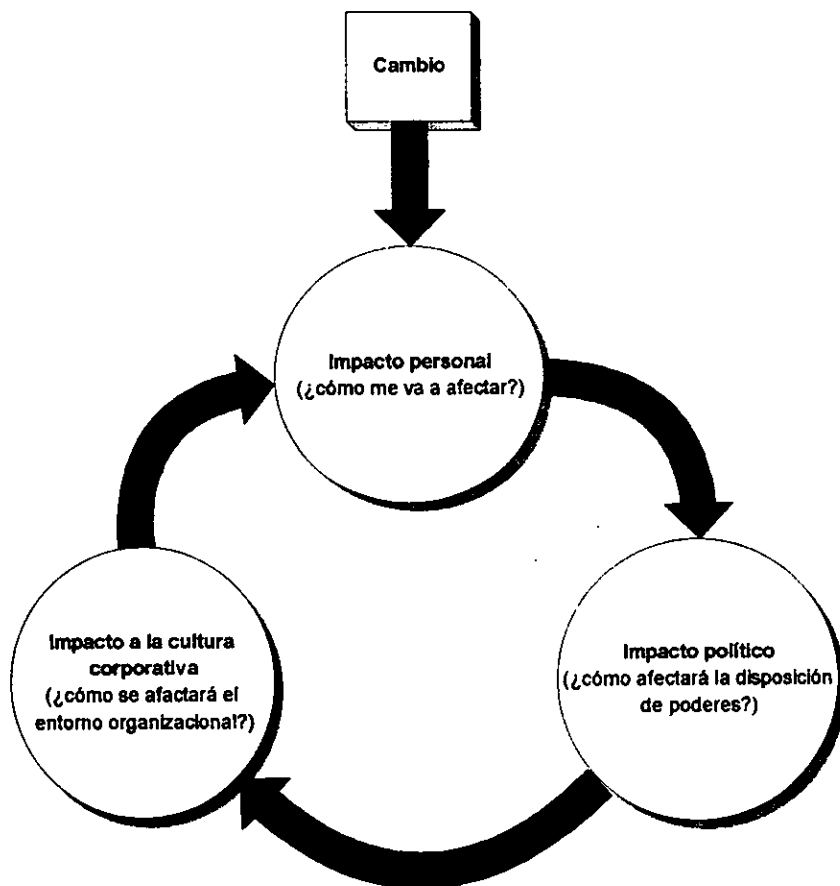 Cambio
Impacto personal
(¿cómo me va a afectar?)
Impacto a la cultura
corporativa
(¿cómo se afactará el
entorno organizacional?)
Impacto político
(¿cómo afectará la disposición
de poderes?)